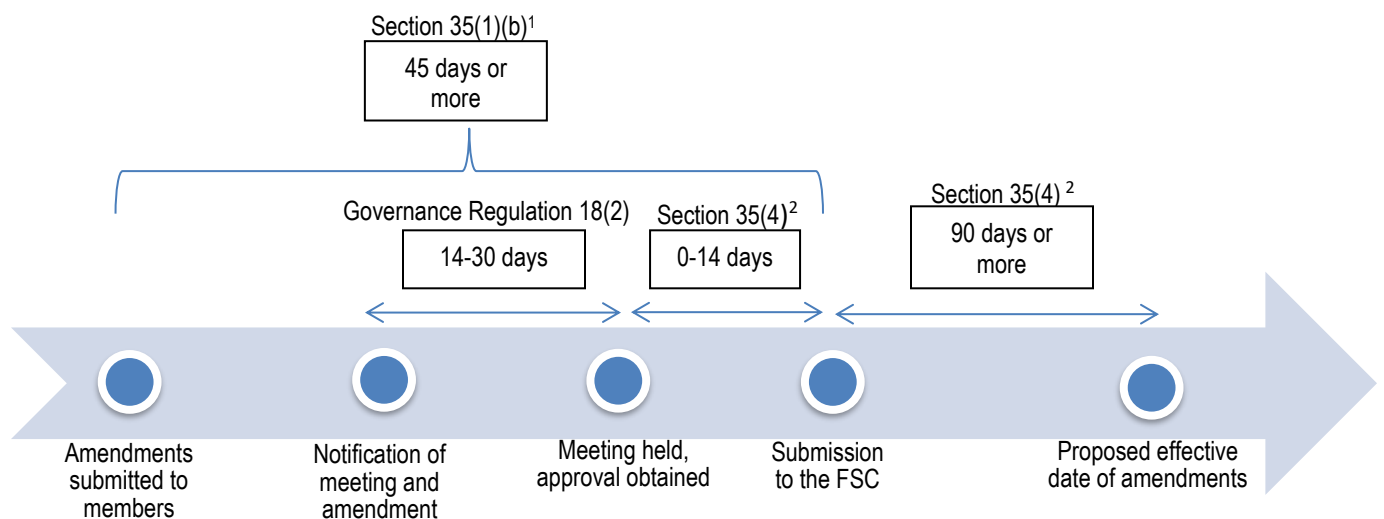 Section 35(1)(b)¹
45 days or
more
Governance Regulation 18(2)
14-30 days
Section 35(4)²
0-14 days
Section 35(4) ²
90 days or
more
Amendments
submitted to
members
Notification of
meeting and
amendment
Meeting held,
approval obtained
Submission
to the FSC
Proposed effective
date of amendments